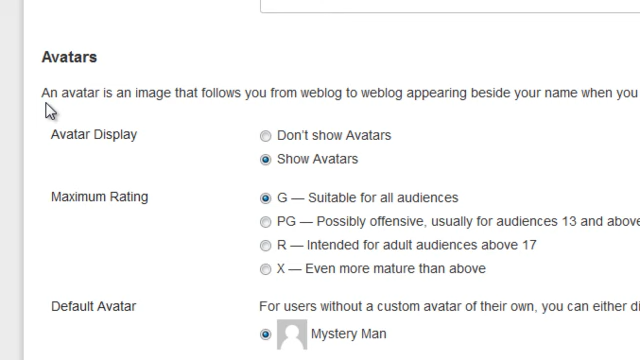 Avatars
An avatar is an image that follows you from weblog to weblog appearing beside your name when you
Avatar Display
Don't show Avatars
Show Avatars
Maximum Rating
G — Suitable for all audiences
PG — Possibly offensive, usually for audiences 13 and above
R — Intended for adult audiences above 17
X — Even more mature than above
Default Avatar
For users without a custom avatar of their own, you can either
Mystery Man